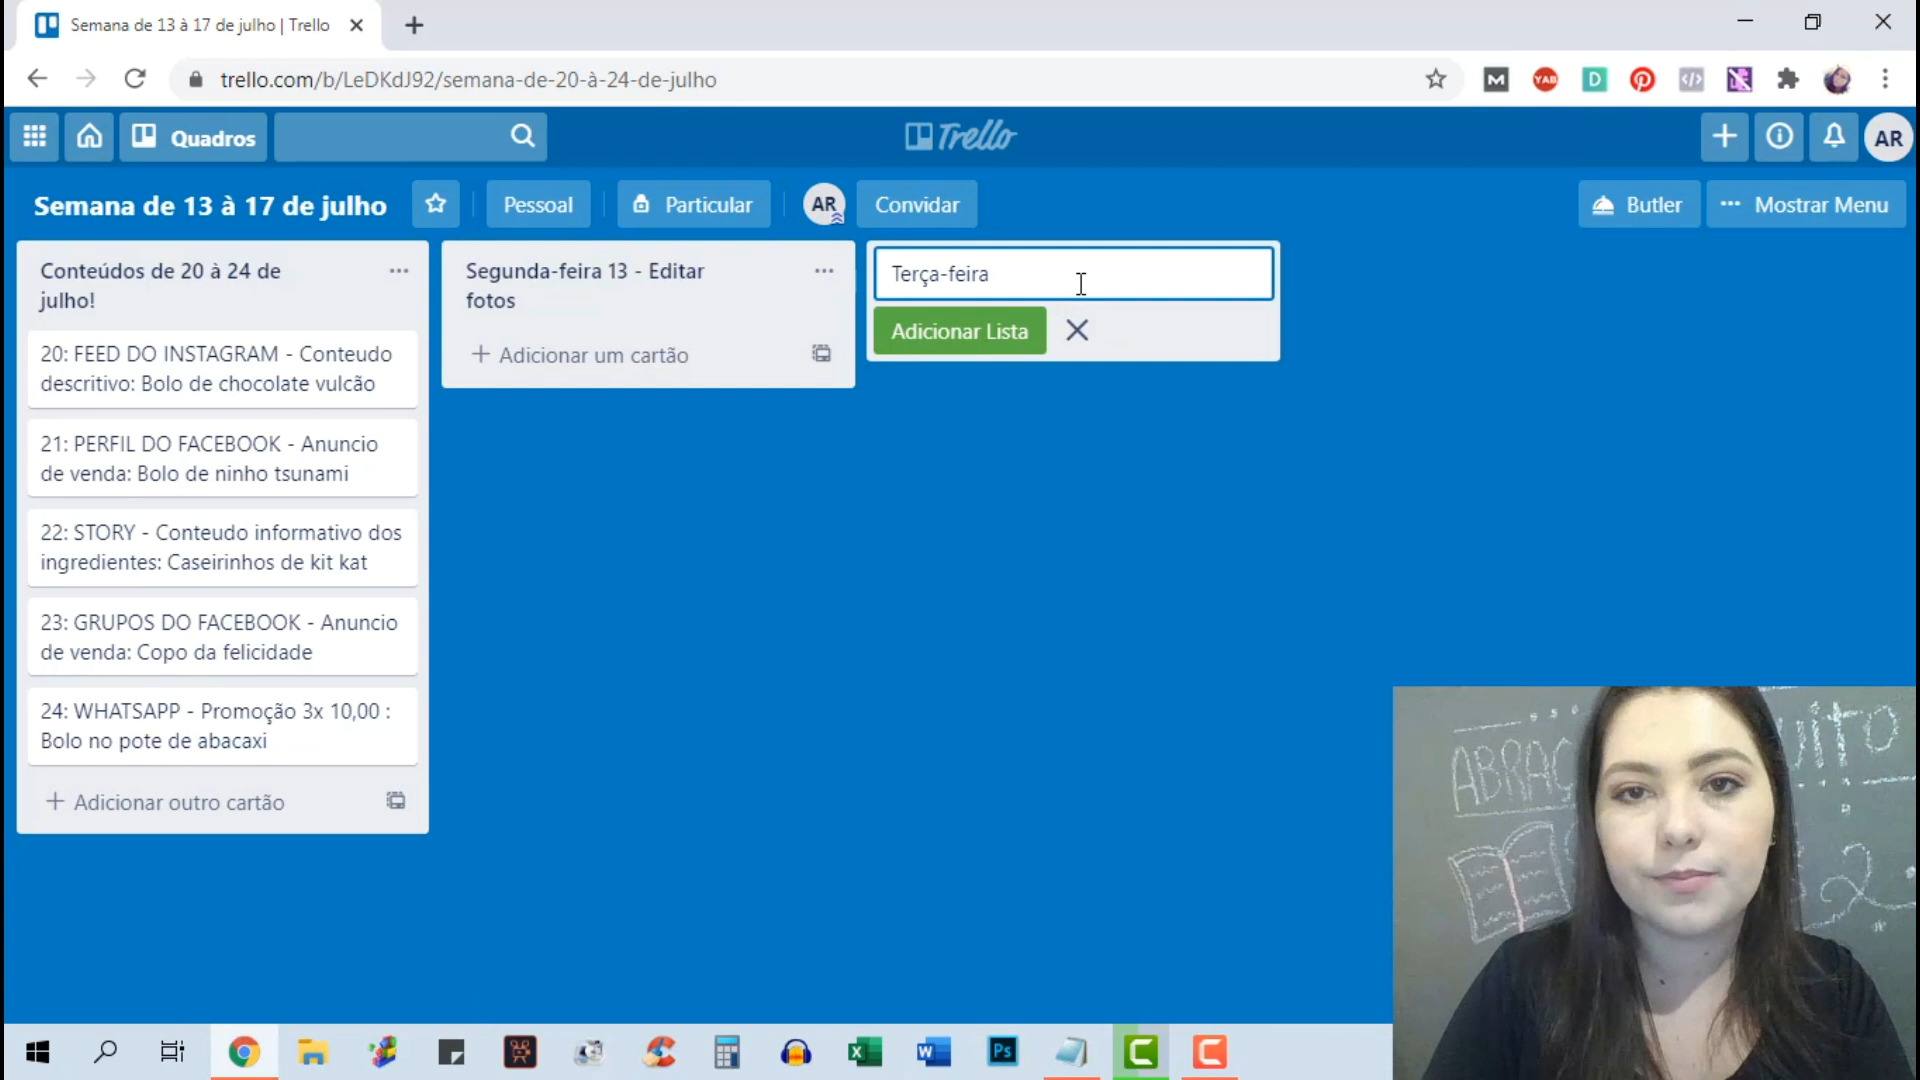 Semana de 13 à 17 de julho | Trello
trello.com/b/LeDKdJ92/semana-de-20-à-24-de-julho
M
YAB
D
Quadros
Trello
AR
Semana de 13 à 17 de julho
Pessoal
Particular
AR
Convidar
Butler
Mostrar Menu
Conteúdos de 20 à 24 de
julho!
20: FEED DO INSTAGRAM - Conteudo
descritivo: Bolo de chocolate vulcão
21: PERFIL DO FACEBOOK - Anuncio
de venda: Bolo de ninho tsunami
22: STORY - Conteudo informativo dos
ingredientes: Caseirinhos de kit kat
23: GRUPOS DO FACEBOOK - Anuncio
de venda: Copo da felicidade
24: WHATSAPP - Promoção 3x 10,00 :
Bolo no pote de abacaxi
Adicionar outro cartão
Segunda-feira 13 - Editar
fotos
Adicionar um cartão
Terça-feira
Adicionar Lista
ABRAÇ
Ps